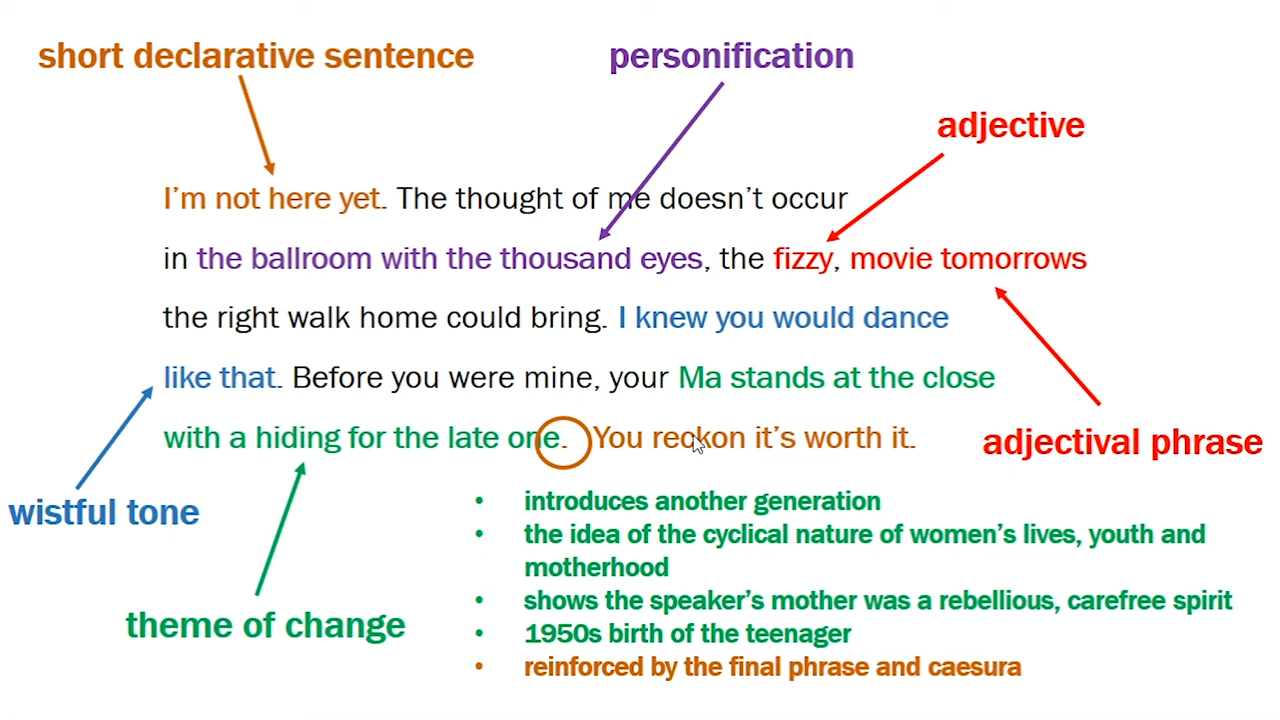 short declarative sentence
personification
adjective
I'm not here yet. The thought of me doesn't occur
in the ballroom with the thousand eyes, the fizzy, movie tomorrows
the right walk home could bring. I knew you would dance
like that. Before you were mine, your Ma stands at the close
with a hiding for the late one. You reckon it's worth it.
adjectival phrase
wistful tone
theme of change
• introduces another generation
• the idea of the cyclical nature of women's lives, youth and
motherhood
• shows the speaker's mother was a rebellious, carefree spirit
• 1950s birth of the teenager
• reinforced by the final phrase and caesura